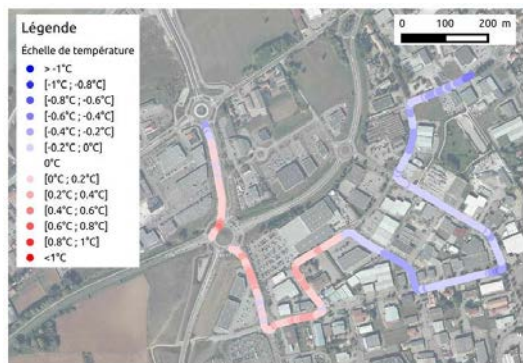 Légende
Échelle de température
> -1°C
[-1°C ; -0.8°C]
[-0.8°C ; -0.6°C]
[-0.6°C ; -0.4°C]
[-0.4°C ; -0.2°C]
[-0.2°C ; 0°C]
0°C
[0°C ; 0.2°C]
[0.2°C ; 0.4°C]
[0.4°C ; 0.6°C]
[0.6°C ; 0.8°C]
[0.8°C ; 1°C]
<1°C
0 100 200 m